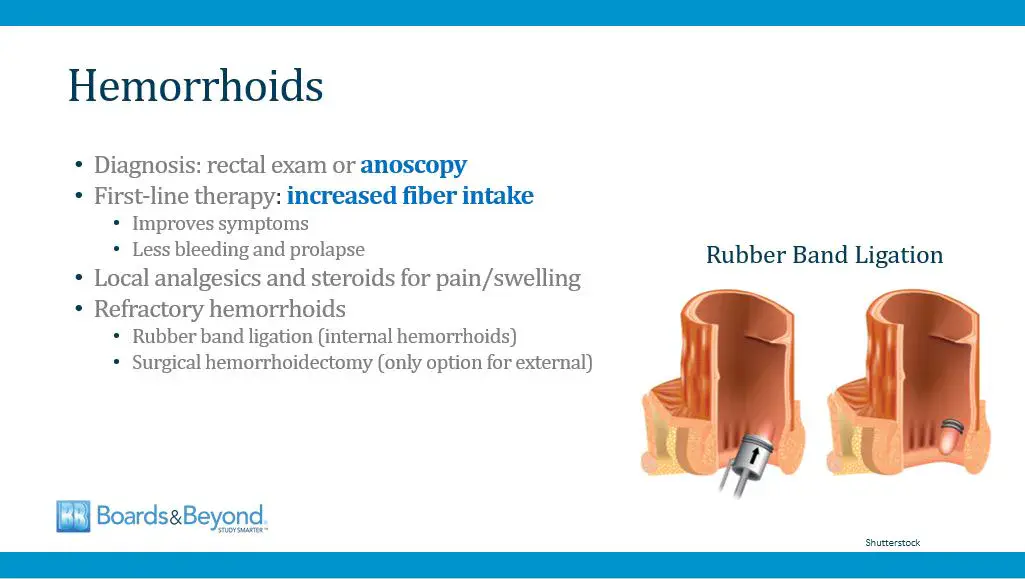 Hemorrhoids
• Diagnosis: rectal exam or anoscopy
• First-line therapy: increased fiber intake
• Improves symptoms
• Less bleeding and prolapse
• Local analgesics and steroids for pain/swelling
• Refractory hemorrhoids
• Rubber band ligation (internal hemorrhoids)
• Surgical hemorrhoidectomy (only option for external)
Rubber Band Ligation
BB Boards&Beyond.
STUDY SMARTER™
Shutterstock